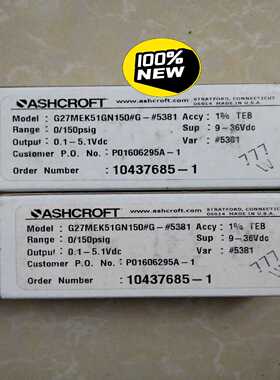 100%
NEW
ASHCROFT
STRATFORD, CONNECTICUT
06614 MADE IN U.S.A.
www.ashcroft.com
Model : G27MEK51GN150#G-#5381 Accy: 1% TEB
Range : 0/150psig Sup : 9-36Vdc
Output : 0.1-5.1Vdc Var : #5381
Customer P.O. No.: P01606295A-1
Order Number : 10437685-1
777
ASHCROFT
STRATFORD, CONNECTICUT
06614 MADE IN U.S.A.
www.ashcroft.com
Model : G27MEK51GN150#G-#5381 Accy: 1% TEB
Range : 0/150psig Sup : 9-36Vdc
Output : 0.1-5.1Vdc Var : #5381
Customer P.O. No.: P01606295A-1
Order Number : 10437685-1
777